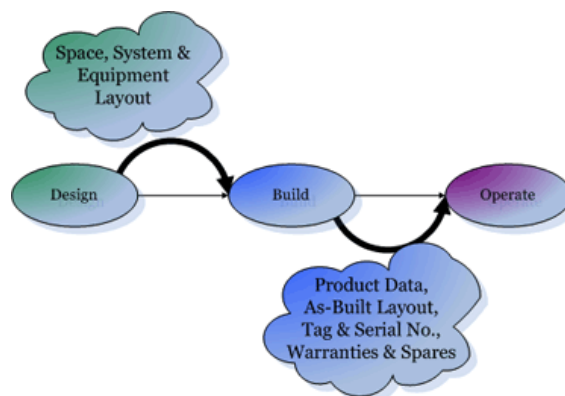 Space, System &
Equipment
Layout
Design
Build
Operate
Product Data,
As-Built Layout,
Tag & Serial No.,
Warranties & Spares